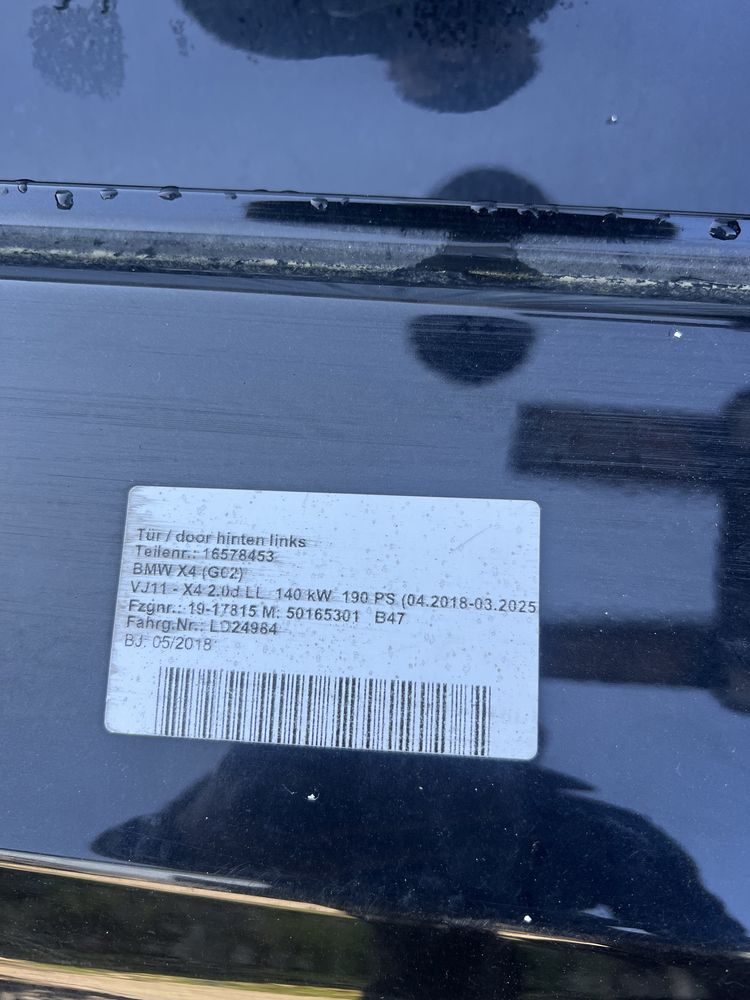 Tür / door hinten links
Teilenr.: 16578453
BMW X4 (G02)
VJ11 - X4 2.0d LL 140 kW 190 PS (04.2018-03.2025
Fzgnr.: 19-17815 M: 50165301 B47
Fahrg.Nr.: LD24984
BJ: 05/2018